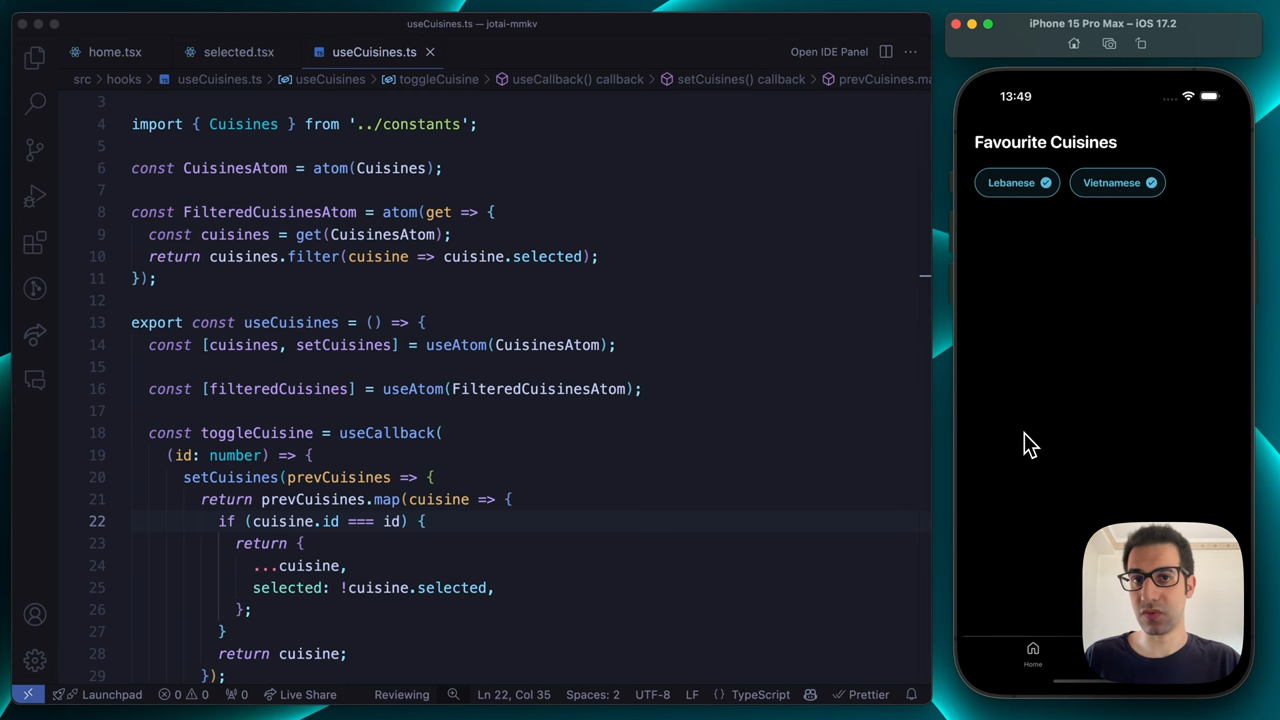 useCuisines.ts — jotai-mmkv
home.tsx
selected.tsx
TS useCuisines.ts
Open IDE Panel
src > hooks > TS useCuisines.ts > useCuisines > toggleCuisine > useCallback() callback > setCuisines() callback > prevCuisines.ma
3
4 import { Cuisines } from '../constants';
5
6 const CuisinesAtom = atom(Cuisines);
7
8 const FilteredCuisinesAtom = atom(get => {
9 const cuisines = get(CuisinesAtom);
10 return cuisines.filter(cuisine => cuisine.selected);
11 });
12
13 export const useCuisines = () => {
14 const [cuisines, setCuisines] = useAtom(CuisinesAtom);
15
16 const [filteredCuisines] = useAtom(FilteredCuisinesAtom);
17
18 const toggleCuisine = useCallback(
19 (id: number) => {
20 setCuisines(prevCuisines => {
21 return prevCuisines.map(cuisine => {
22 if (cuisine.id === id) {
23 return {
24 ...cuisine,
25 selected: !cuisine.selected,
26 };
27 }
28 return cuisine;
29 });
Launchpad 0 0 0 Live Share Reviewing Ln 22, Col 35 Spaces: 2 UTF-8 LF {} TypeScript Prettier
iPhone 15 Pro Max – iOS 17.2
13:49
Favourite Cuisines
Lebanese
Vietnamese
Home